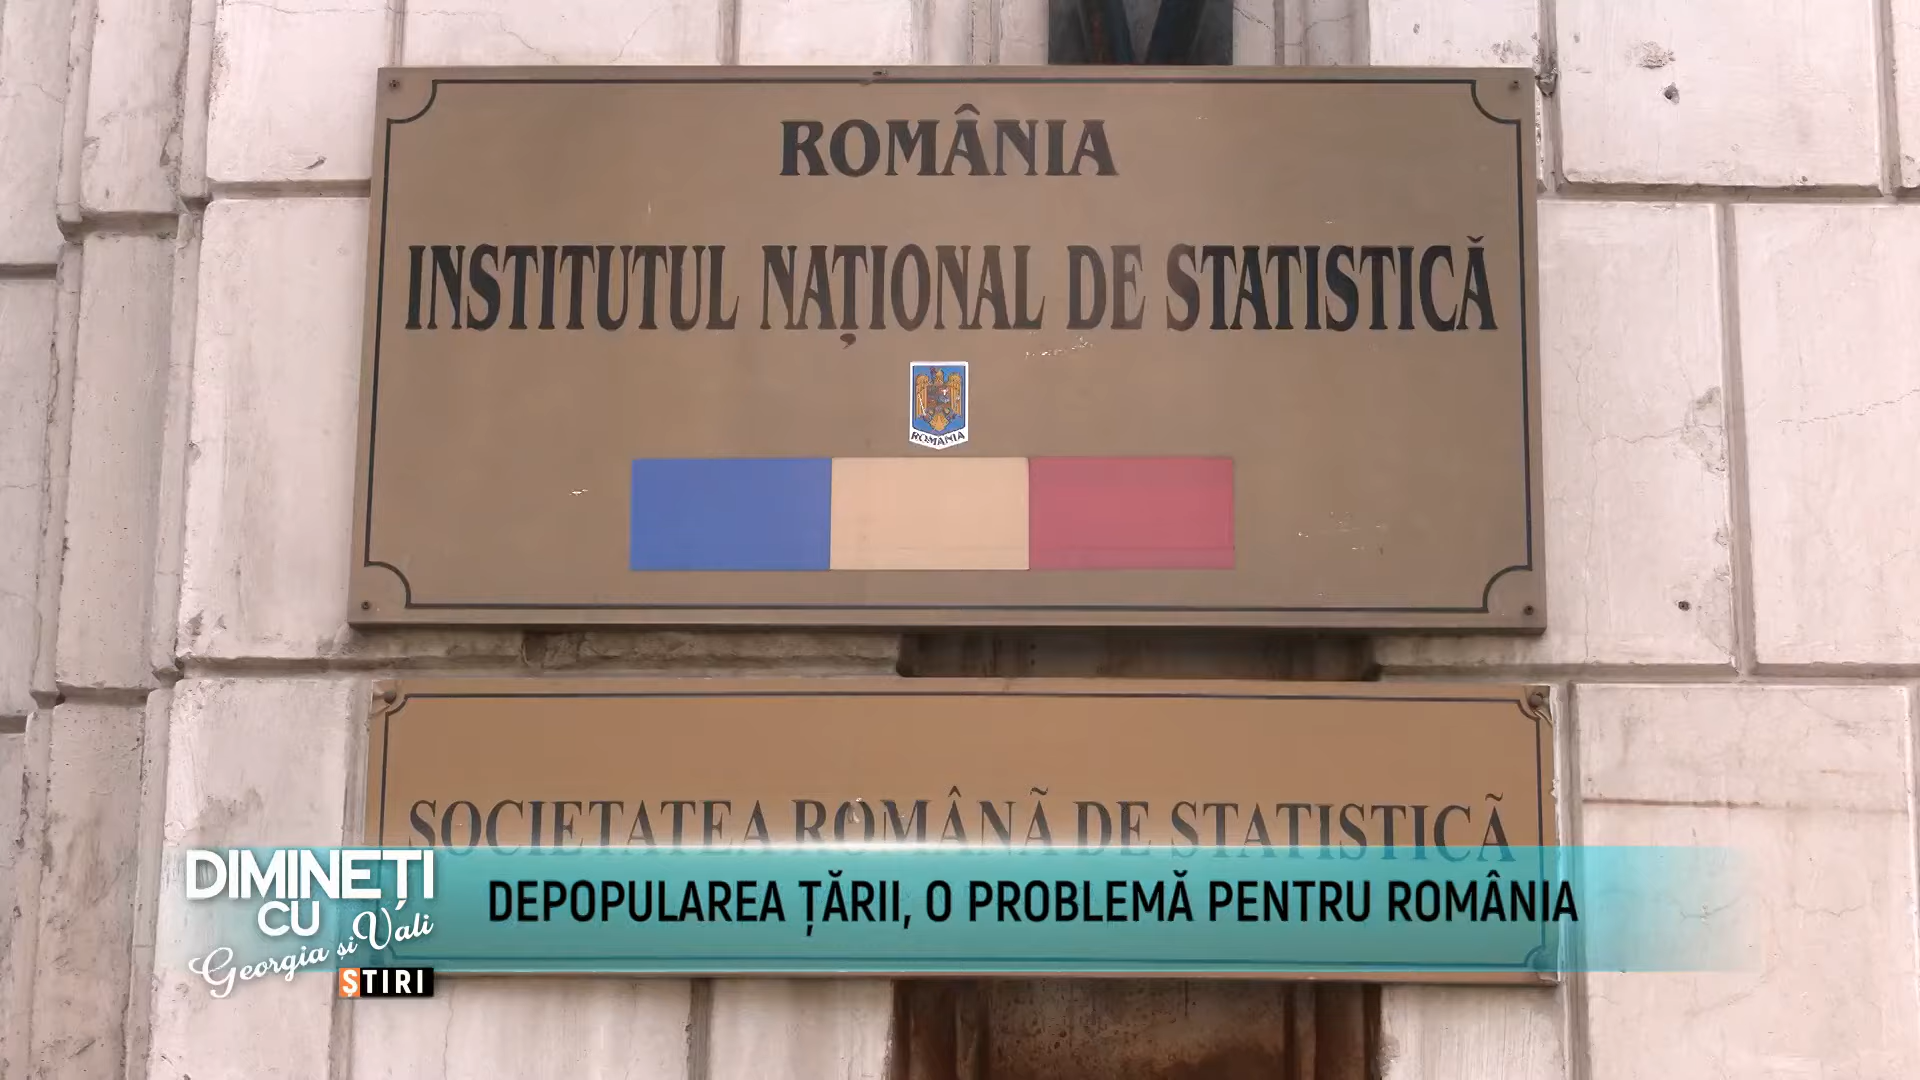 ROMÂNIA
INSTITUTUL NAȚIONAL DE STATISTICĂ
ROMANIA
SOCIETATEA ROMÂNĂ DE STATISTICĂ
DIMINEȚI
CU
Georgia și Vali
ȘTIRI
DEPOPULAREA ȚĂRII, O PROBLEMĂ PENTRU ROMÂNIA